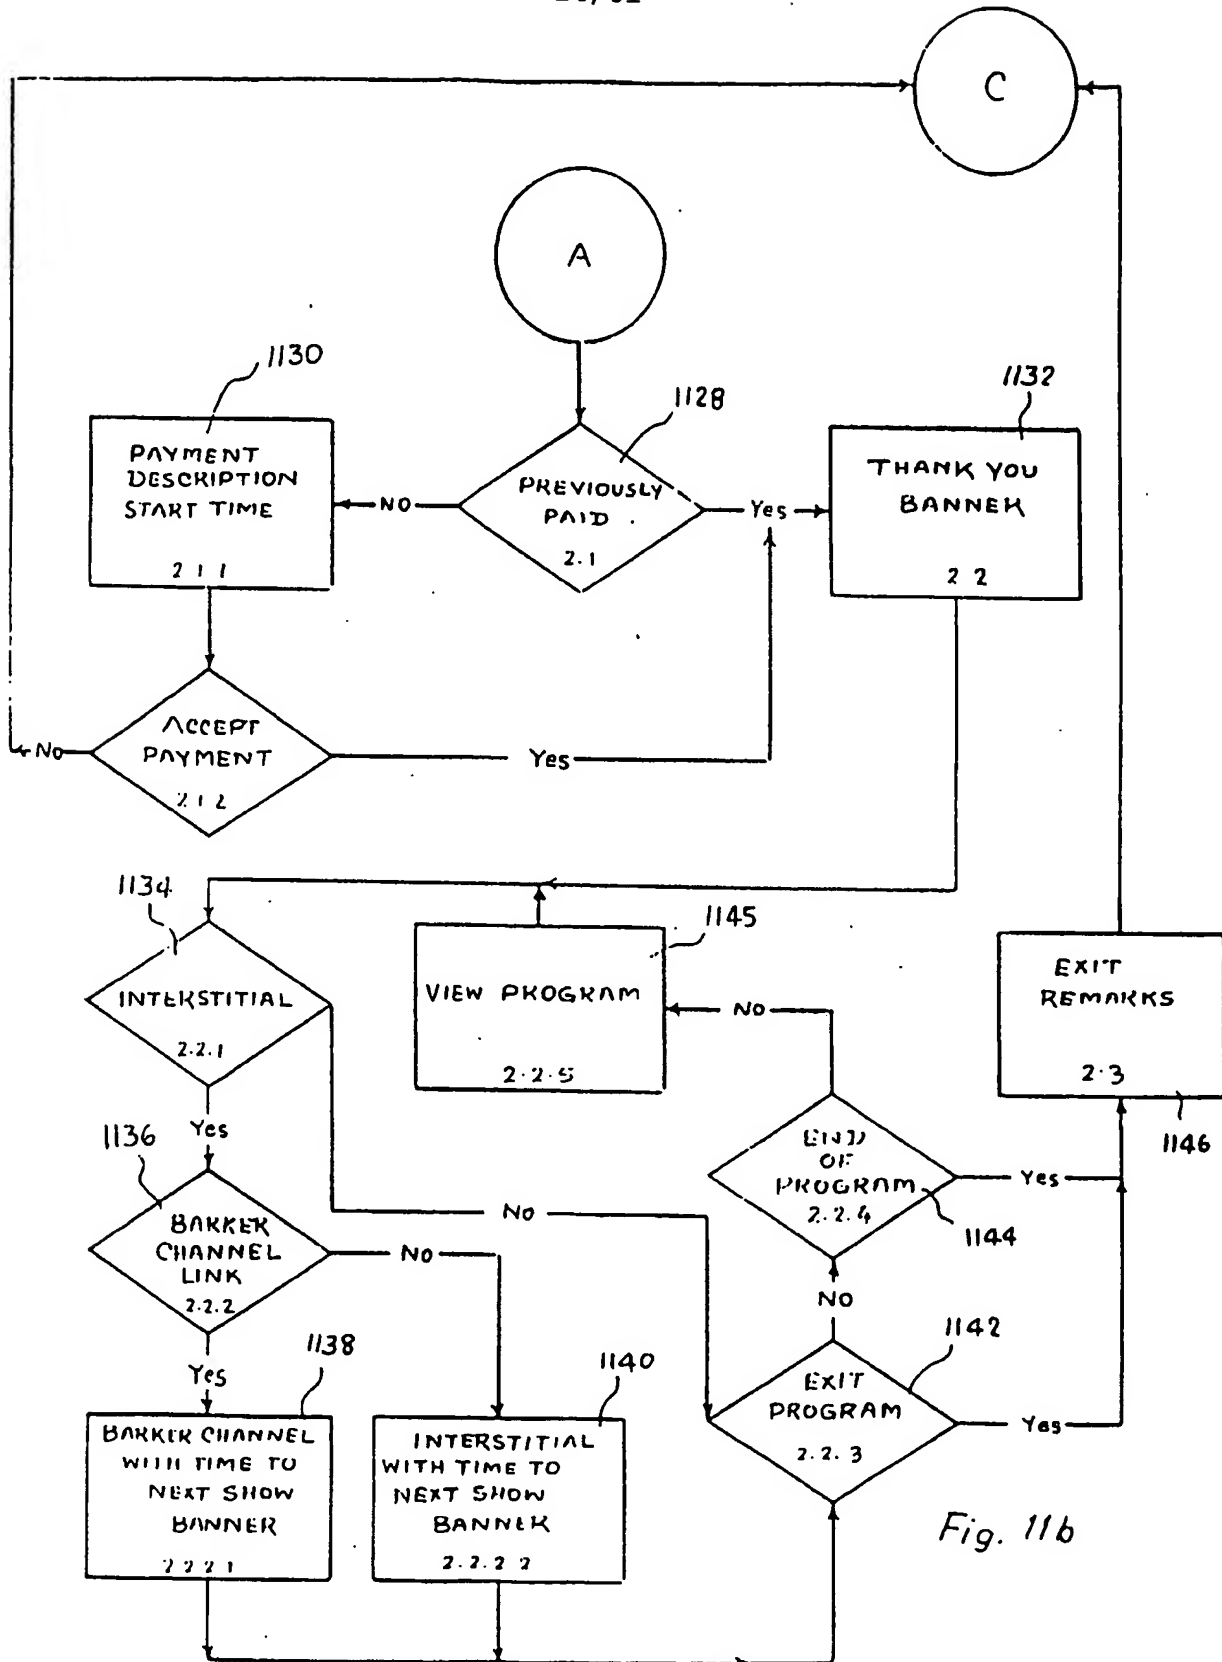 C
A
1130
1128
1132
PAYMENT
DESCRIPTION
START TIME
2 1 1
NO
PREVIOUSLY
PAID
2.1
Yes
THANK YOU
BANNER
2 2
ACCEPT
PAYMENT
2 1 2
No
Yes
1134
INTERSTITIAL
2.2.1
1145
VIEW PROGRAM
2.2.5
NO
EXIT
REMARKS
2.3
1146
Yes
1136
BARKER
CHANNEL
LINK
2.2.2
No
No
END
OF
PROGRAM
2.2.4
1144
Yes
NO
Yes
1138
BARKER CHANNEL
WITH TIME TO
NEXT SHOW
BANNER
2 2 2 1
1140
INTERSTITIAL
WITH TIME TO
NEXT SHOW
BANNER
2.2.2 2
1142
EXIT
PROGRAM
2.2.3
Yes
Fig. 11b